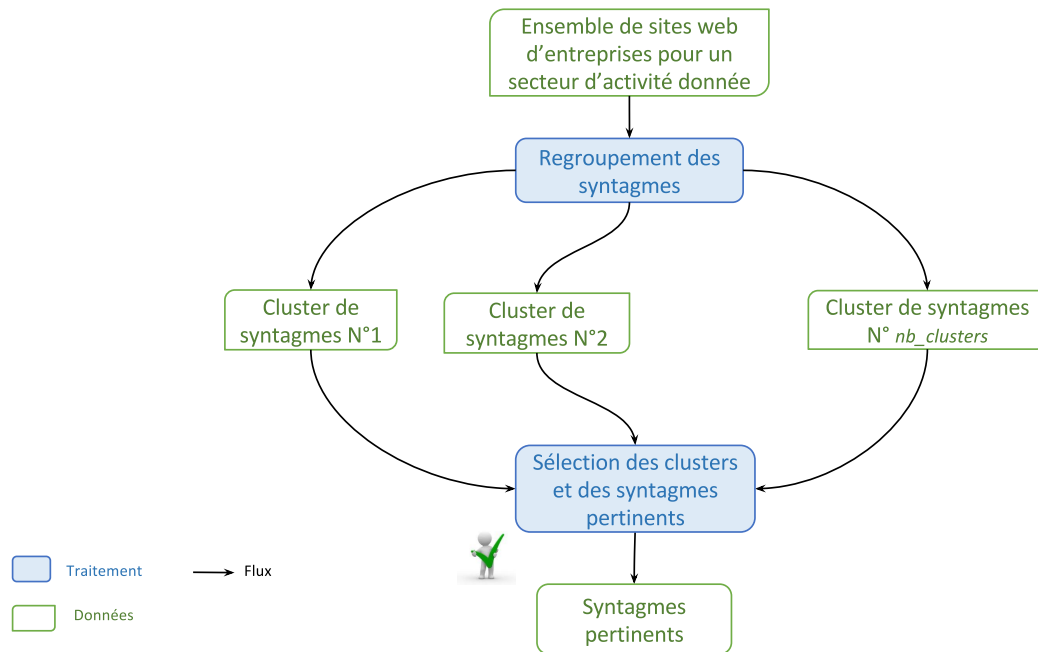 Ensemble de sites web
d'entreprises pour un
secteur d'activité donnée
Regroupement des
syntagmes
Cluster de
syntagmes N°1
Cluster de
syntagmes N°2
Cluster de syntagmes
N° nb_clusters
Sélection des clusters
et des syntagmes
pertinents
Syntagmes
pertinents
Traitement
Flux
Données